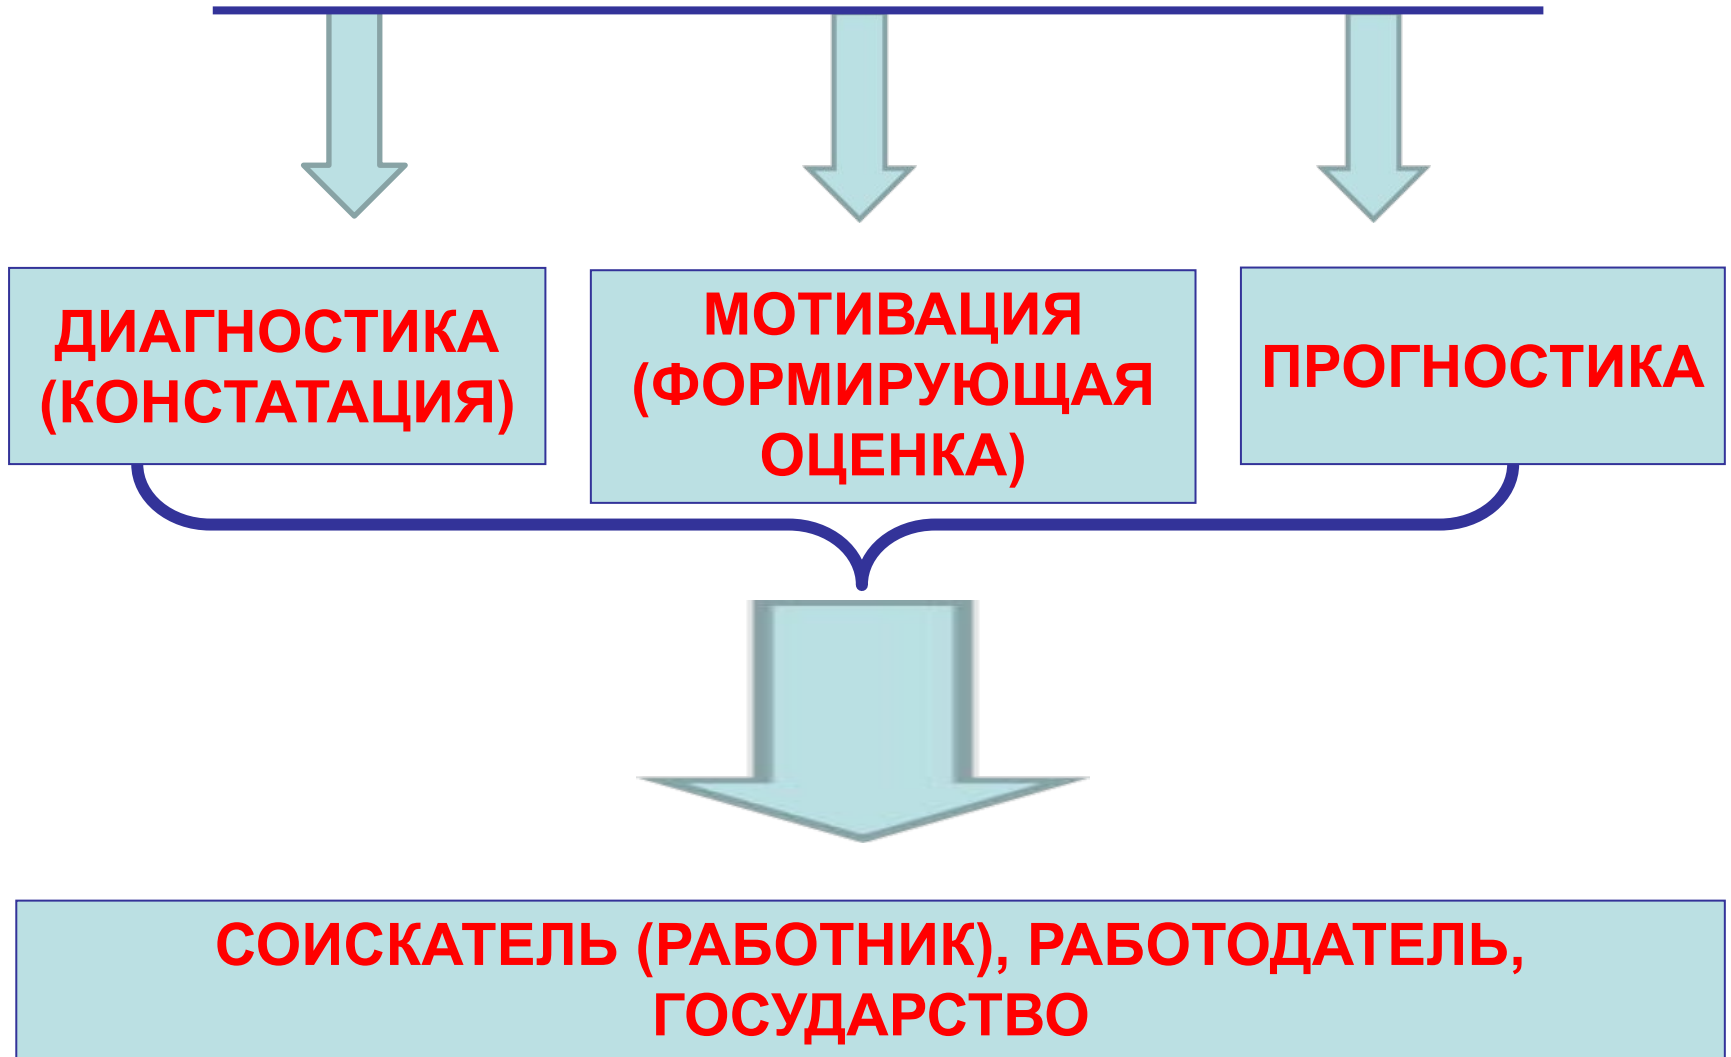 ДИАГНОСТИКА
(КОНСТАТАЦИЯ)
МОТИВАЦИЯ
(ФОРМИРУЮЩАЯ
ОЦЕНКА)
ПРОГНОСТИКА
СОИСКАТЕЛЬ (РАБОТНИК), РАБОТОДАТЕЛЬ,
ГОСУДАРСТВО